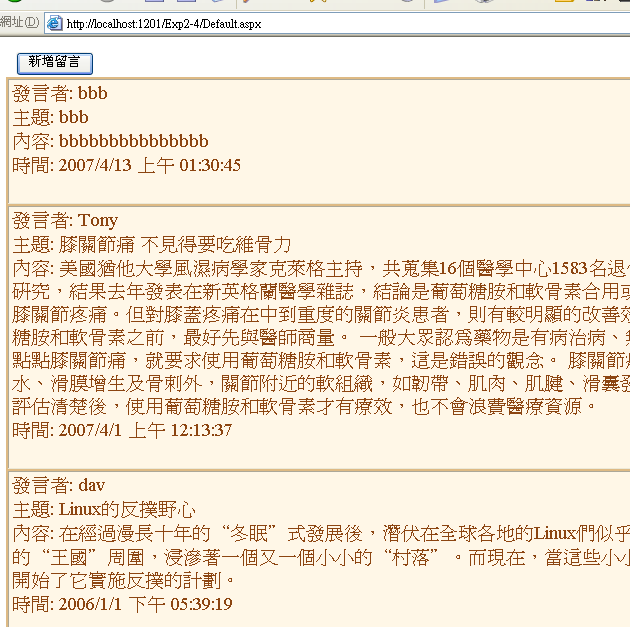 網址(D) http://localhost:1201/Exp2-4/Default.aspx
新增留言
發言者: bbb
主題: bbb
內容: bbbbbbbbbbbbbbb
時間: 2007/4/13 上午 01:30:45
發言者: Tony
主題: 膝關節痛 不見得要吃維骨力
內容: 美國猶他大學風濕病學家克萊格主持，共蒐集16個醫學中心1583名退
研究，結果去年發表在新英格蘭醫學雜誌，結論是葡萄糖胺和軟骨素合用
膝關節疼痛。但對膝蓋疼痛在中到重度的關節炎患者，則有較明顯的改善
糖胺和軟骨素之前，最好先與醫師商量。 一般大眾認為藥物是有病治病、
點點膝關節痛，就要求使用葡萄糖胺和軟骨素，這是錯誤的觀念。 膝關節
水、滑膜增生及骨刺外，關節附近的軟組織，如韌帶、肌肉、肌腱、滑囊
評估清楚後，使用葡萄糖胺和軟骨素才有療效，也不會浪費醫療資源。
時間: 2007/4/1 上午 12:13:37
發言者: dav
主題: Linux的反撲野心
內容: 在經過漫長十年的“冬眠”式發展後，潛伏在全球各地的Linux們似乎
的“王國”周圍，浸滲著一個又一個小小的“村落”。而現在，當這些小
開始了它實施反撲的計劃。
時間: 2006/1/1 下午 05:39:19